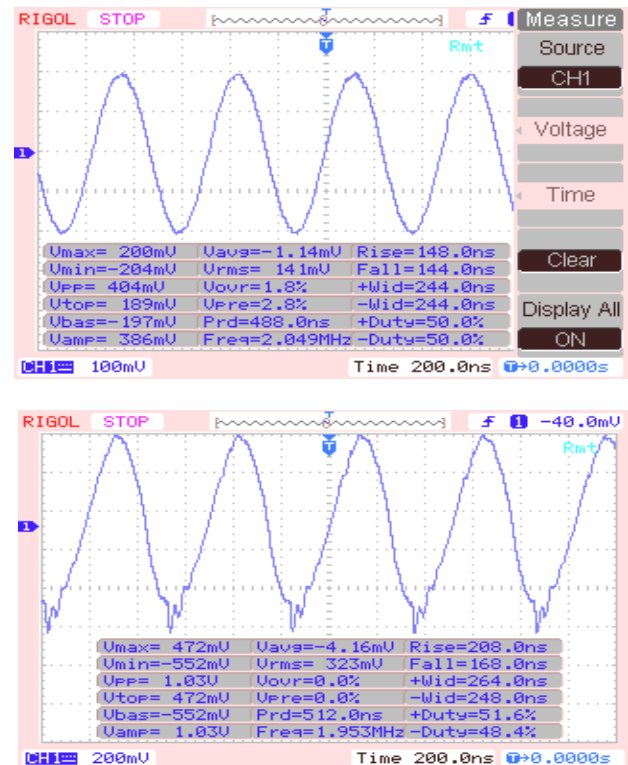 RIGOL STOP Measure
Rmt Source
CH1
Voltage
Time
Vmax= 200mV Vavg=-1.14mV Rise=148.0ns
Vmin=-204mV Vrms= 141mV Fall=144.0ns
Vpp= 404mV Vovr=1.8% +Wid=244.0ns
Vtop= 189mV Vpre=2.8% -Wid=244.0ns
Vbas=-197mV Prd=488.0ns +Duty=50.0%
Vamp= 386mV Freq=2.049MHz -Duty=50.0%
Clear
Display All
ON
CH1 100mV Time 200.0ns T→0.0000s
RIGOL STOP 1 -40.0mV
Rmt
1
Vmax= 472mV Vavg=-4.16mV Rise=208.0ns
Vmin=-552mV Vrms= 323mV Fall=168.0ns
Vpp= 1.03V Vovr=0.0% +Wid=264.0ns
Vtop= 472mV Vpre=0.0% -Wid=248.0ns
Vbas=-552mV Prd=512.0ns +Duty=51.6%
Vamp= 1.03V Freq=1.953MHz -Duty=48.4%
CH1 200mV Time 200.0ns T→0.0000s